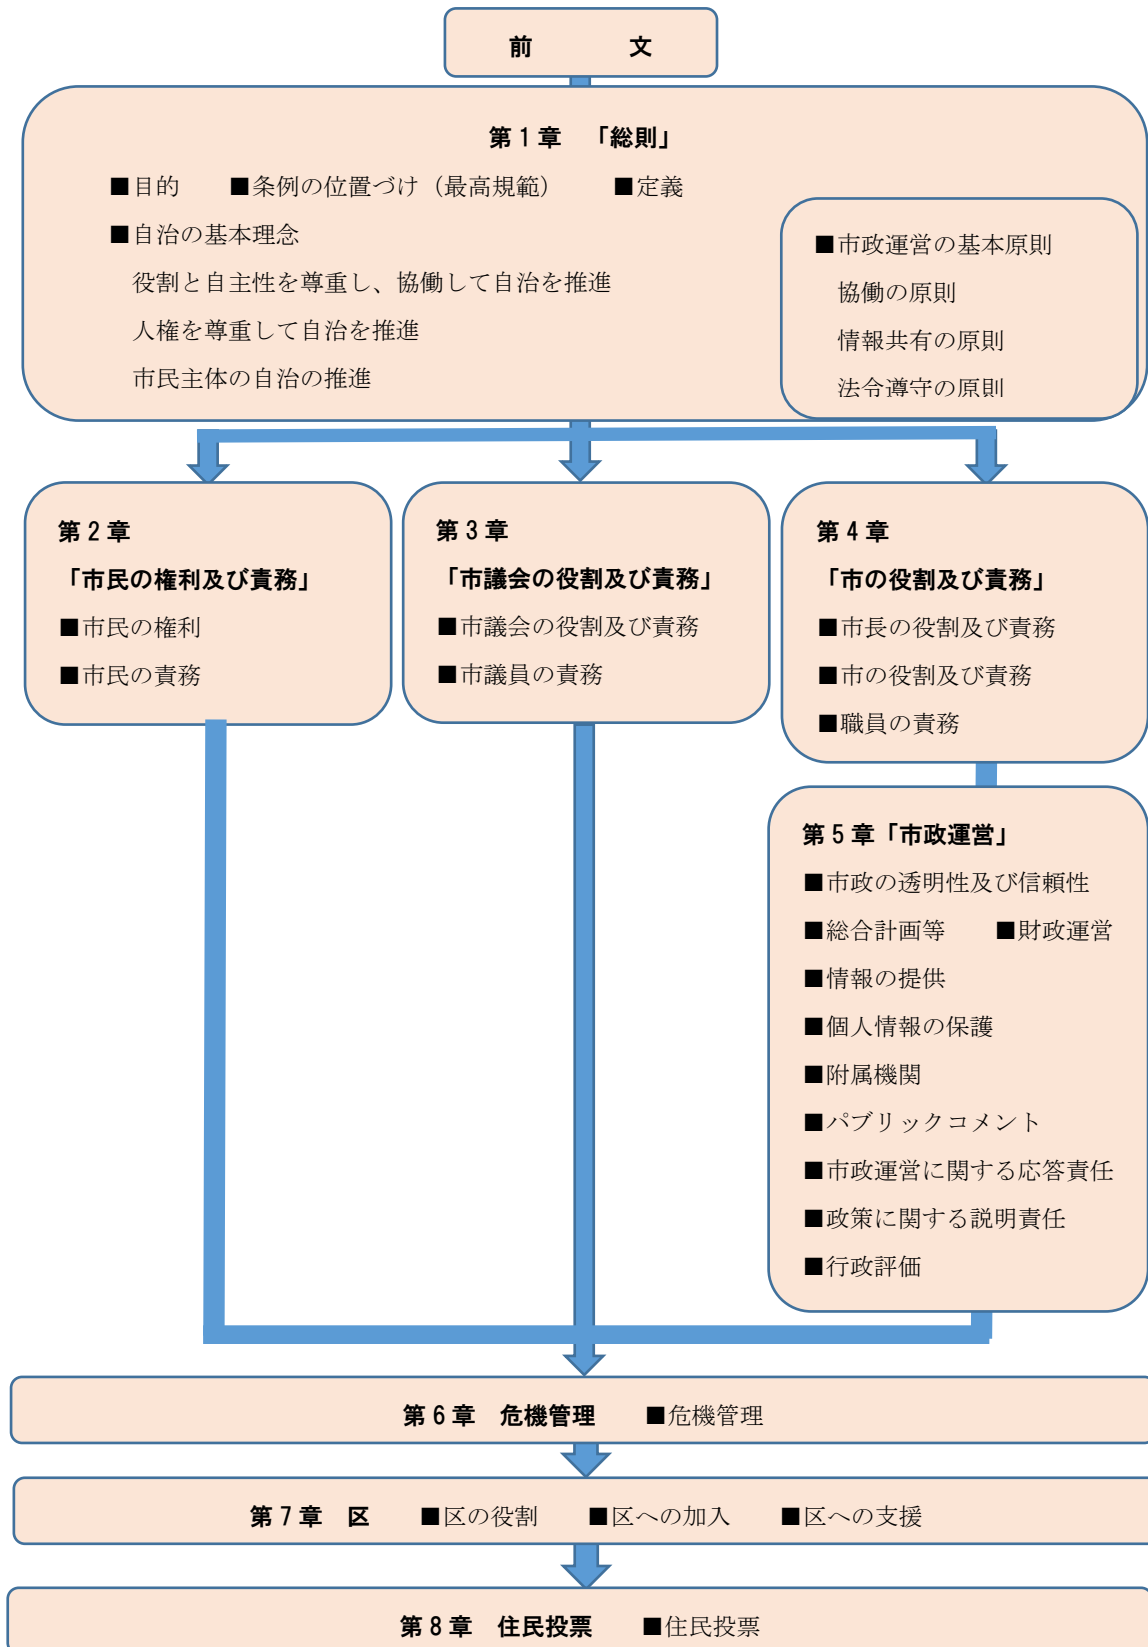 前　　　文
第１章　「総則」
■目的　■条例の位置づけ（最高規範）　■定義
■自治の基本理念
役割と自主性を尊重し、協働して自治を推進
人権を尊重して自治を推進
市民主体の自治の推進
■市政運営の基本原則
協働の原則
情報共有の原則
法令遵守の原則
第２章
「市民の権利及び責務」
■市民の権利
■市民の責務
第３章
「市議会の役割及び責務」
■市議会の役割及び責務
■市議員の責務
第４章
「市の役割及び責務」
■市長の役割及び責務
■市の役割及び責務
■職員の責務
第５章「市政運営」
■市政の透明性及び信頼性
■総合計画等　■財政運営
■情報の提供
■個人情報の保護
■附属機関
■パブリックコメント
■市政運営に関する応答責任
■政策に関する説明責任
■行政評価
第６章　危機管理　■危機管理
第７章　区　■区の役割　■区への加入　■区への支援
第８章　住民投票　■住民投票